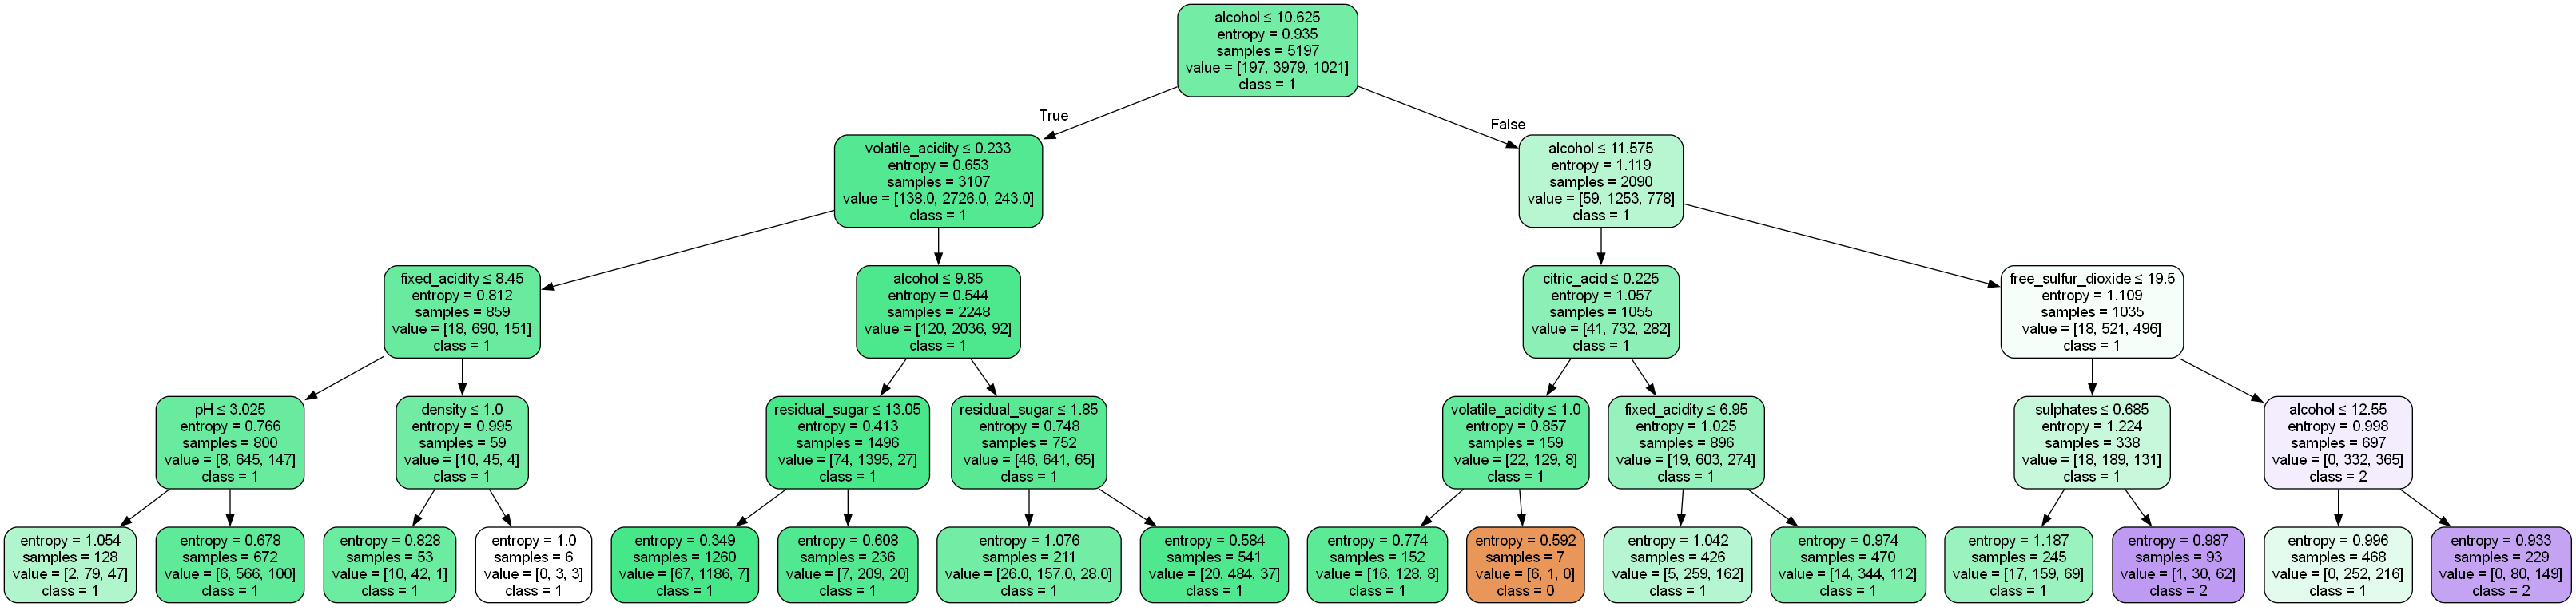 alcohol ≤ 10.625
entropy = 0.935
samples = 5197
value = [197, 3979, 1021]
class = 1
True
False
volatile_acidity ≤ 0.233
entropy = 0.653
samples = 3107
value = [138.0, 2726.0, 243.0]
class = 1
alcohol ≤ 11.575
entropy = 1.119
samples = 2090
value = [59, 1253, 778]
class = 1
fixed_acidity ≤ 8.45
entropy = 0.812
samples = 859
value = [18, 690, 151]
class = 1
alcohol ≤ 9.85
entropy = 0.544
samples = 2248
value = [120, 2036, 92]
class = 1
citric_acid ≤ 0.225
entropy = 1.057
samples = 1055
value = [41, 732, 282]
class = 1
free_sulfur_dioxide ≤ 19.5
entropy = 1.109
samples = 1035
value = [18, 521, 496]
class = 1
pH ≤ 3.025
entropy = 0.766
samples = 800
value = [8, 645, 147]
class = 1
density ≤ 1.0
entropy = 0.995
samples = 59
value = [10, 45, 4]
class = 1
residual_sugar ≤ 13.05
entropy = 0.413
samples = 1496
value = [74, 1395, 27]
class = 1
residual_sugar ≤ 1.85
entropy = 0.748
samples = 752
value = [46, 641, 65]
class = 1
volatile_acidity ≤ 1.0
entropy = 0.857
samples = 159
value = [22, 129, 8]
class = 1
fixed_acidity ≤ 6.95
entropy = 1.025
samples = 896
value = [19, 603, 274]
class = 1
sulphates ≤ 0.685
entropy = 1.224
samples = 338
value = [18, 189, 131]
class = 1
alcohol ≤ 12.55
entropy = 0.998
samples = 697
value = [0, 332, 365]
class = 2
entropy = 1.054
samples = 128
value = [2, 79, 47]
class = 1
entropy = 0.678
samples = 672
value = [6, 566, 100]
class = 1
entropy = 0.828
samples = 53
value = [10, 42, 1]
class = 1
entropy = 1.0
samples = 6
value = [0, 3, 3]
class = 1
entropy = 0.349
samples = 1260
value = [67, 1186, 7]
class = 1
entropy = 0.608
samples = 236
value = [7, 209, 20]
class = 1
entropy = 1.076
samples = 211
value = [26.0, 157.0, 28.0]
class = 1
entropy = 0.584
samples = 541
value = [20, 484, 37]
class = 1
entropy = 0.774
samples = 152
value = [16, 128, 8]
class = 1
entropy = 0.592
samples = 7
value = [6, 1, 0]
class = 0
entropy = 1.042
samples = 426
value = [5, 259, 162]
class = 1
entropy = 0.974
samples = 470
value = [14, 344, 112]
class = 1
entropy = 1.187
samples = 245
value = [17, 159, 69]
class = 1
entropy = 0.987
samples = 93
value = [1, 30, 62]
class = 2
entropy = 0.996
samples = 468
value = [0, 252, 216]
class = 1
entropy = 0.933
samples = 229
value = [0, 80, 149]
class = 2